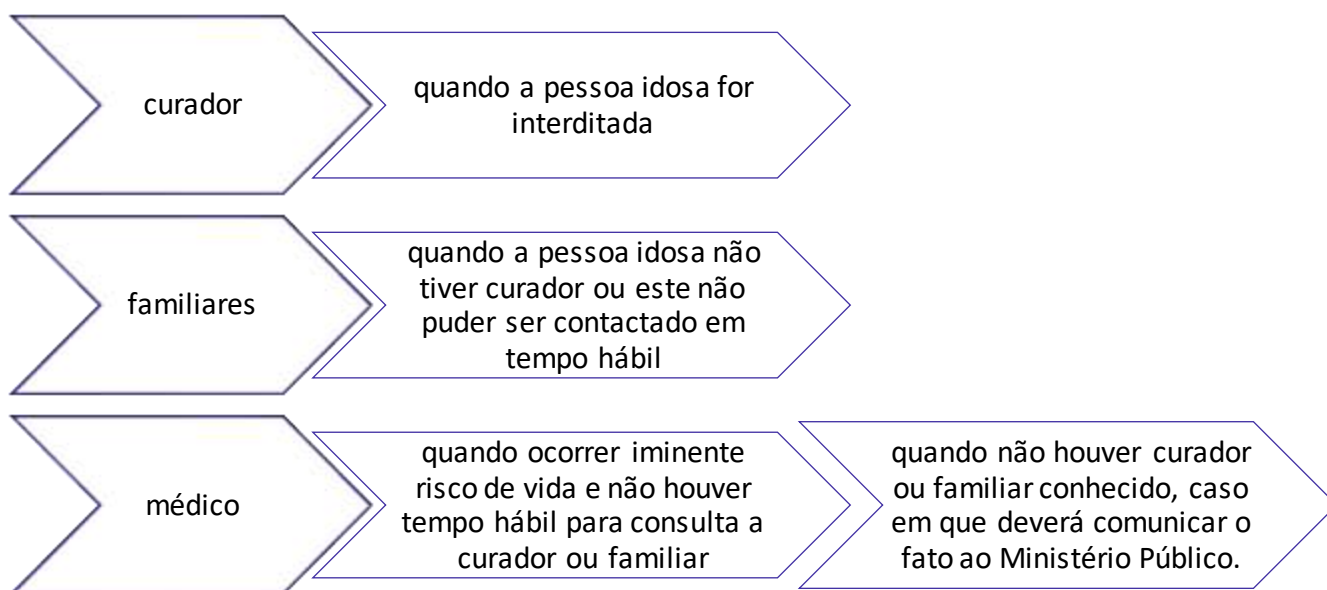 curador
quando a pessoa idosa for
interditada
familiares
quando a pessoa idosa não
tiver curador ou este não
puder ser contactado em
tempo hábil
médico
quando ocorrer iminente
risco de vida e não houver
tempo hábil para consulta a
curador ou familiar
quando não houver curador
ou familiar conhecido, caso
em que deverá comunicar o
fato ao Ministério Público.